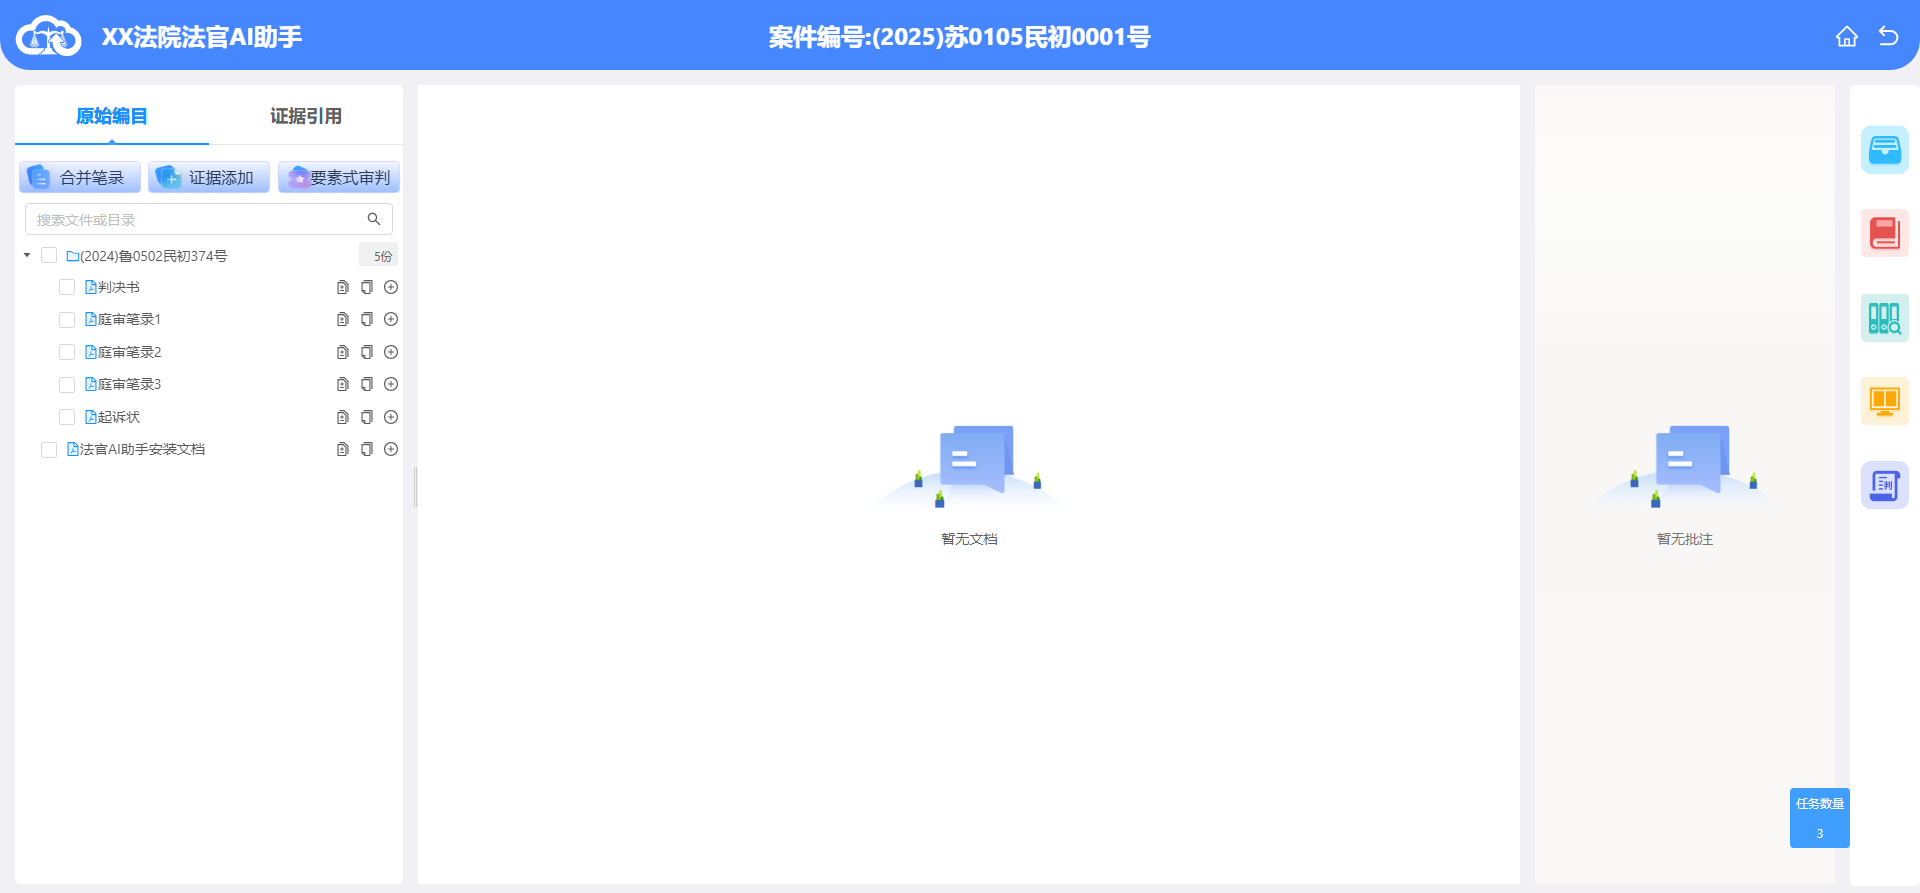 XX法院法官AI助手
案件编号:(2025)苏0105民初0001号
原始编目
证据引用
合并笔录
证据添加
要素式审判
搜索文件或目录
(2024)鲁0502民初374号
5份
判决书
庭审笔录1
庭审笔录2
庭审笔录3
起诉状
法官AI助手安装文档
暂无文档
暂无批注
判
任务数量
3